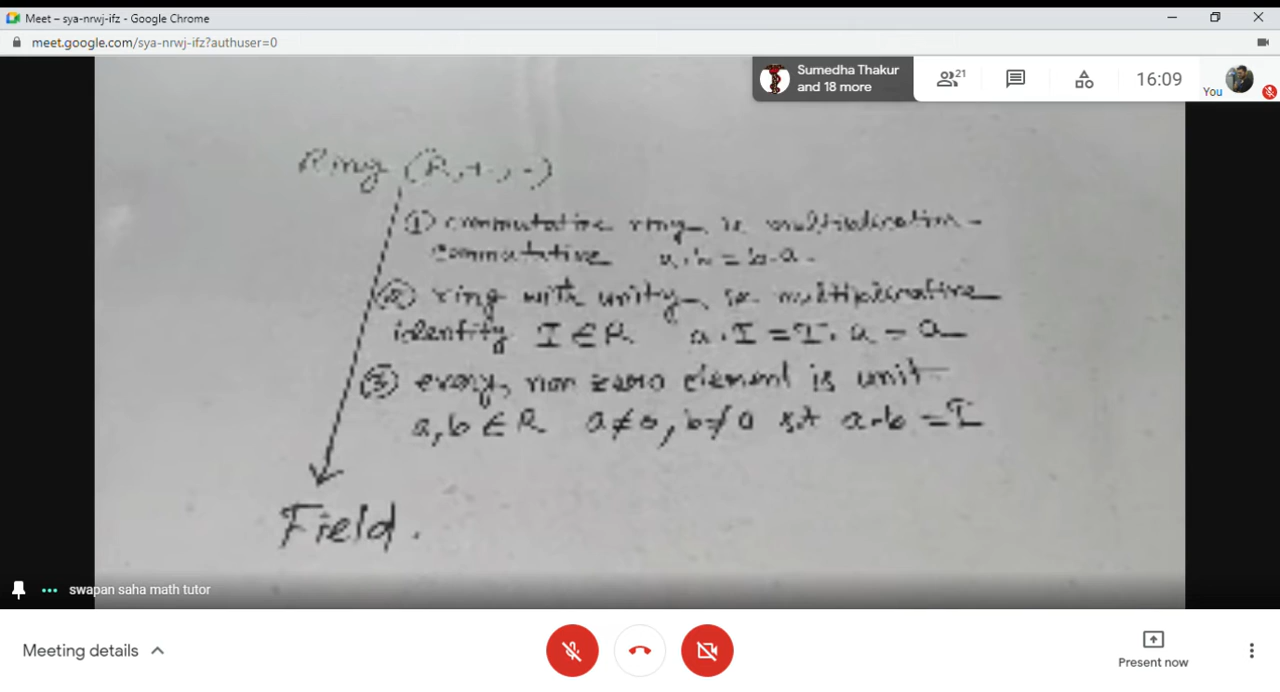 Meet – sya-nrwj-ifz - Google Chrome
meet.google.com/sya-nrwj-ifz?authuser=0
Sumedha Thakur
and 18 more
21
16:09
You
Ring (R, +, ·)
① commutative ring, ie multiplication
commutative a·b = b·a.
② ring with unity, ie multiplicative
identity I ∈ R a·I = I·a = a
③ every, non zero element is unit
a, b ∈ R a≠0, b≠0 s.t a·b = I
Field.
swapan saha math tutor
Meeting details
Present now